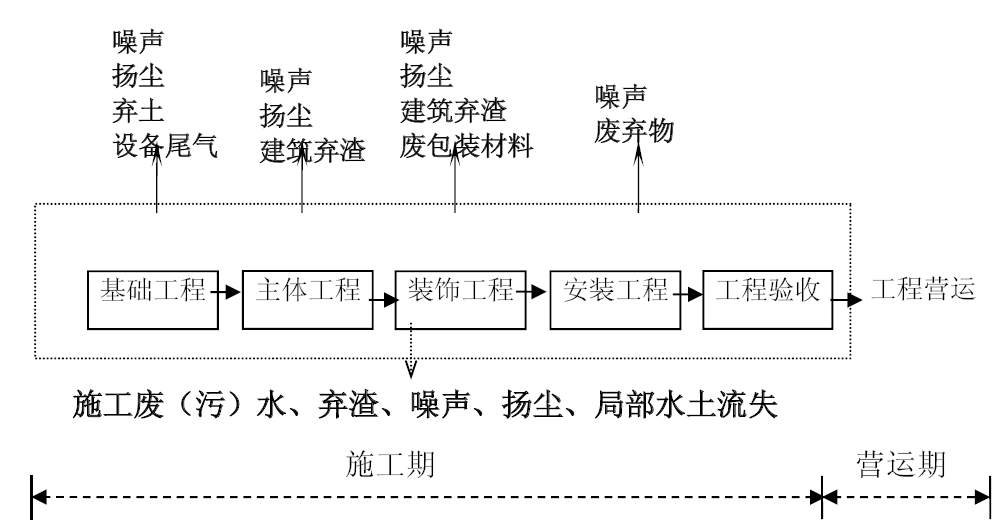 噪声
扬尘
弃土
设备尾气
噪声
扬尘
建筑弃渣
噪声
扬尘
建筑弃渣
废包装材料
噪声
废弃物
基础工程
主体工程
装饰工程
安装工程
工程验收
工程营运
施工废（污）水、弃渣、噪声、扬尘、局部水土流失
施工期
营运期